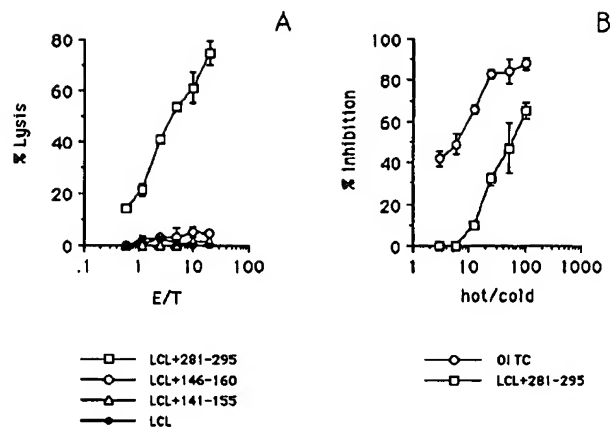 A
80
60
40
20
0
% Lysis
.1
1
10
100
E/T
LCL+281-295
LCL+146-160
LCL+141-155
LCL
B
100
80
60
40
20
0
% Inhibition
1
10
100
1000
hot/cold
OI TC
LCL+281-295